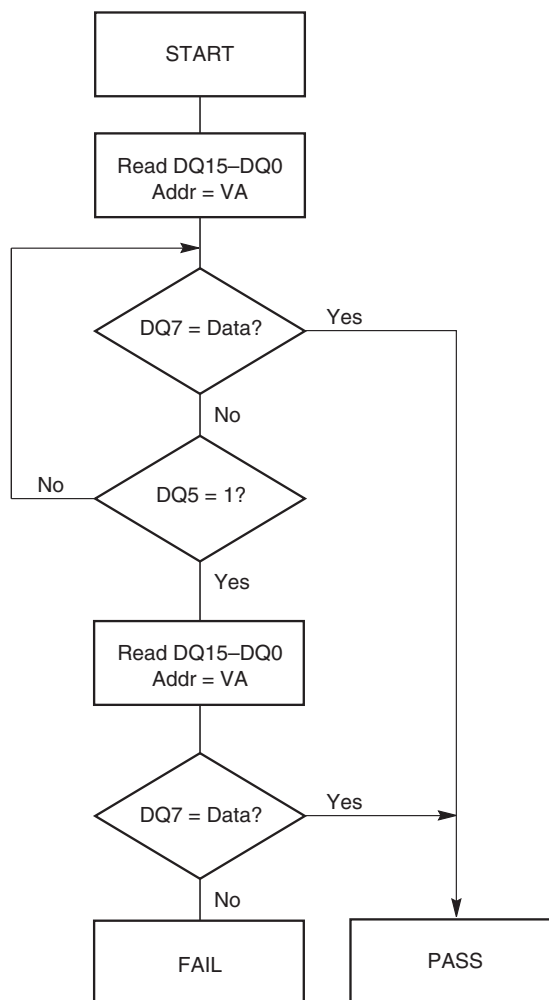 START
Read DQ15–DQ0
Addr = VA
DQ7 = Data?
Yes
No
DQ5 = 1?
No
Yes
Read DQ15–DQ0
Addr = VA
DQ7 = Data?
Yes
No
FAIL
PASS